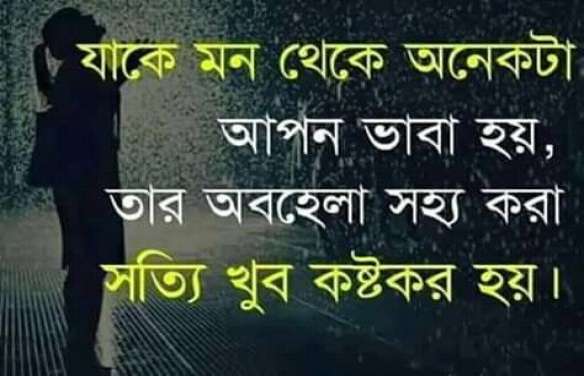 যাকে মন থেকে অনেকটা
আপন ভাবা হয়,
তার অবহেলা সহ্য করা
সত্যি খুব কষ্টকর হয়।